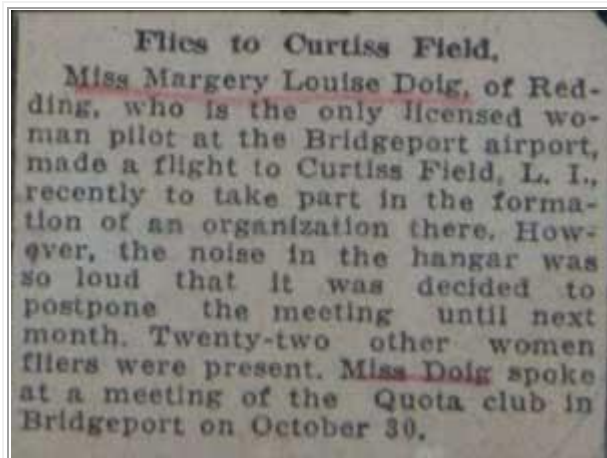 Flies to Curtiss Field.
Miss Margery Louise Doig, of Red-
ding, who is the only licensed wo-
man pilot at the Bridgeport airport,
made a flight to Curtiss Field, L. I.,
recently to take part in the forma-
tion of an organization there. How-
ever, the noise in the hangar was
so loud that it was decided to
postpone the meeting until next
month. Twenty-two other women
fliers were present. Miss Doig spoke
at a meeting of the Quota club in
Bridgeport on October 30.